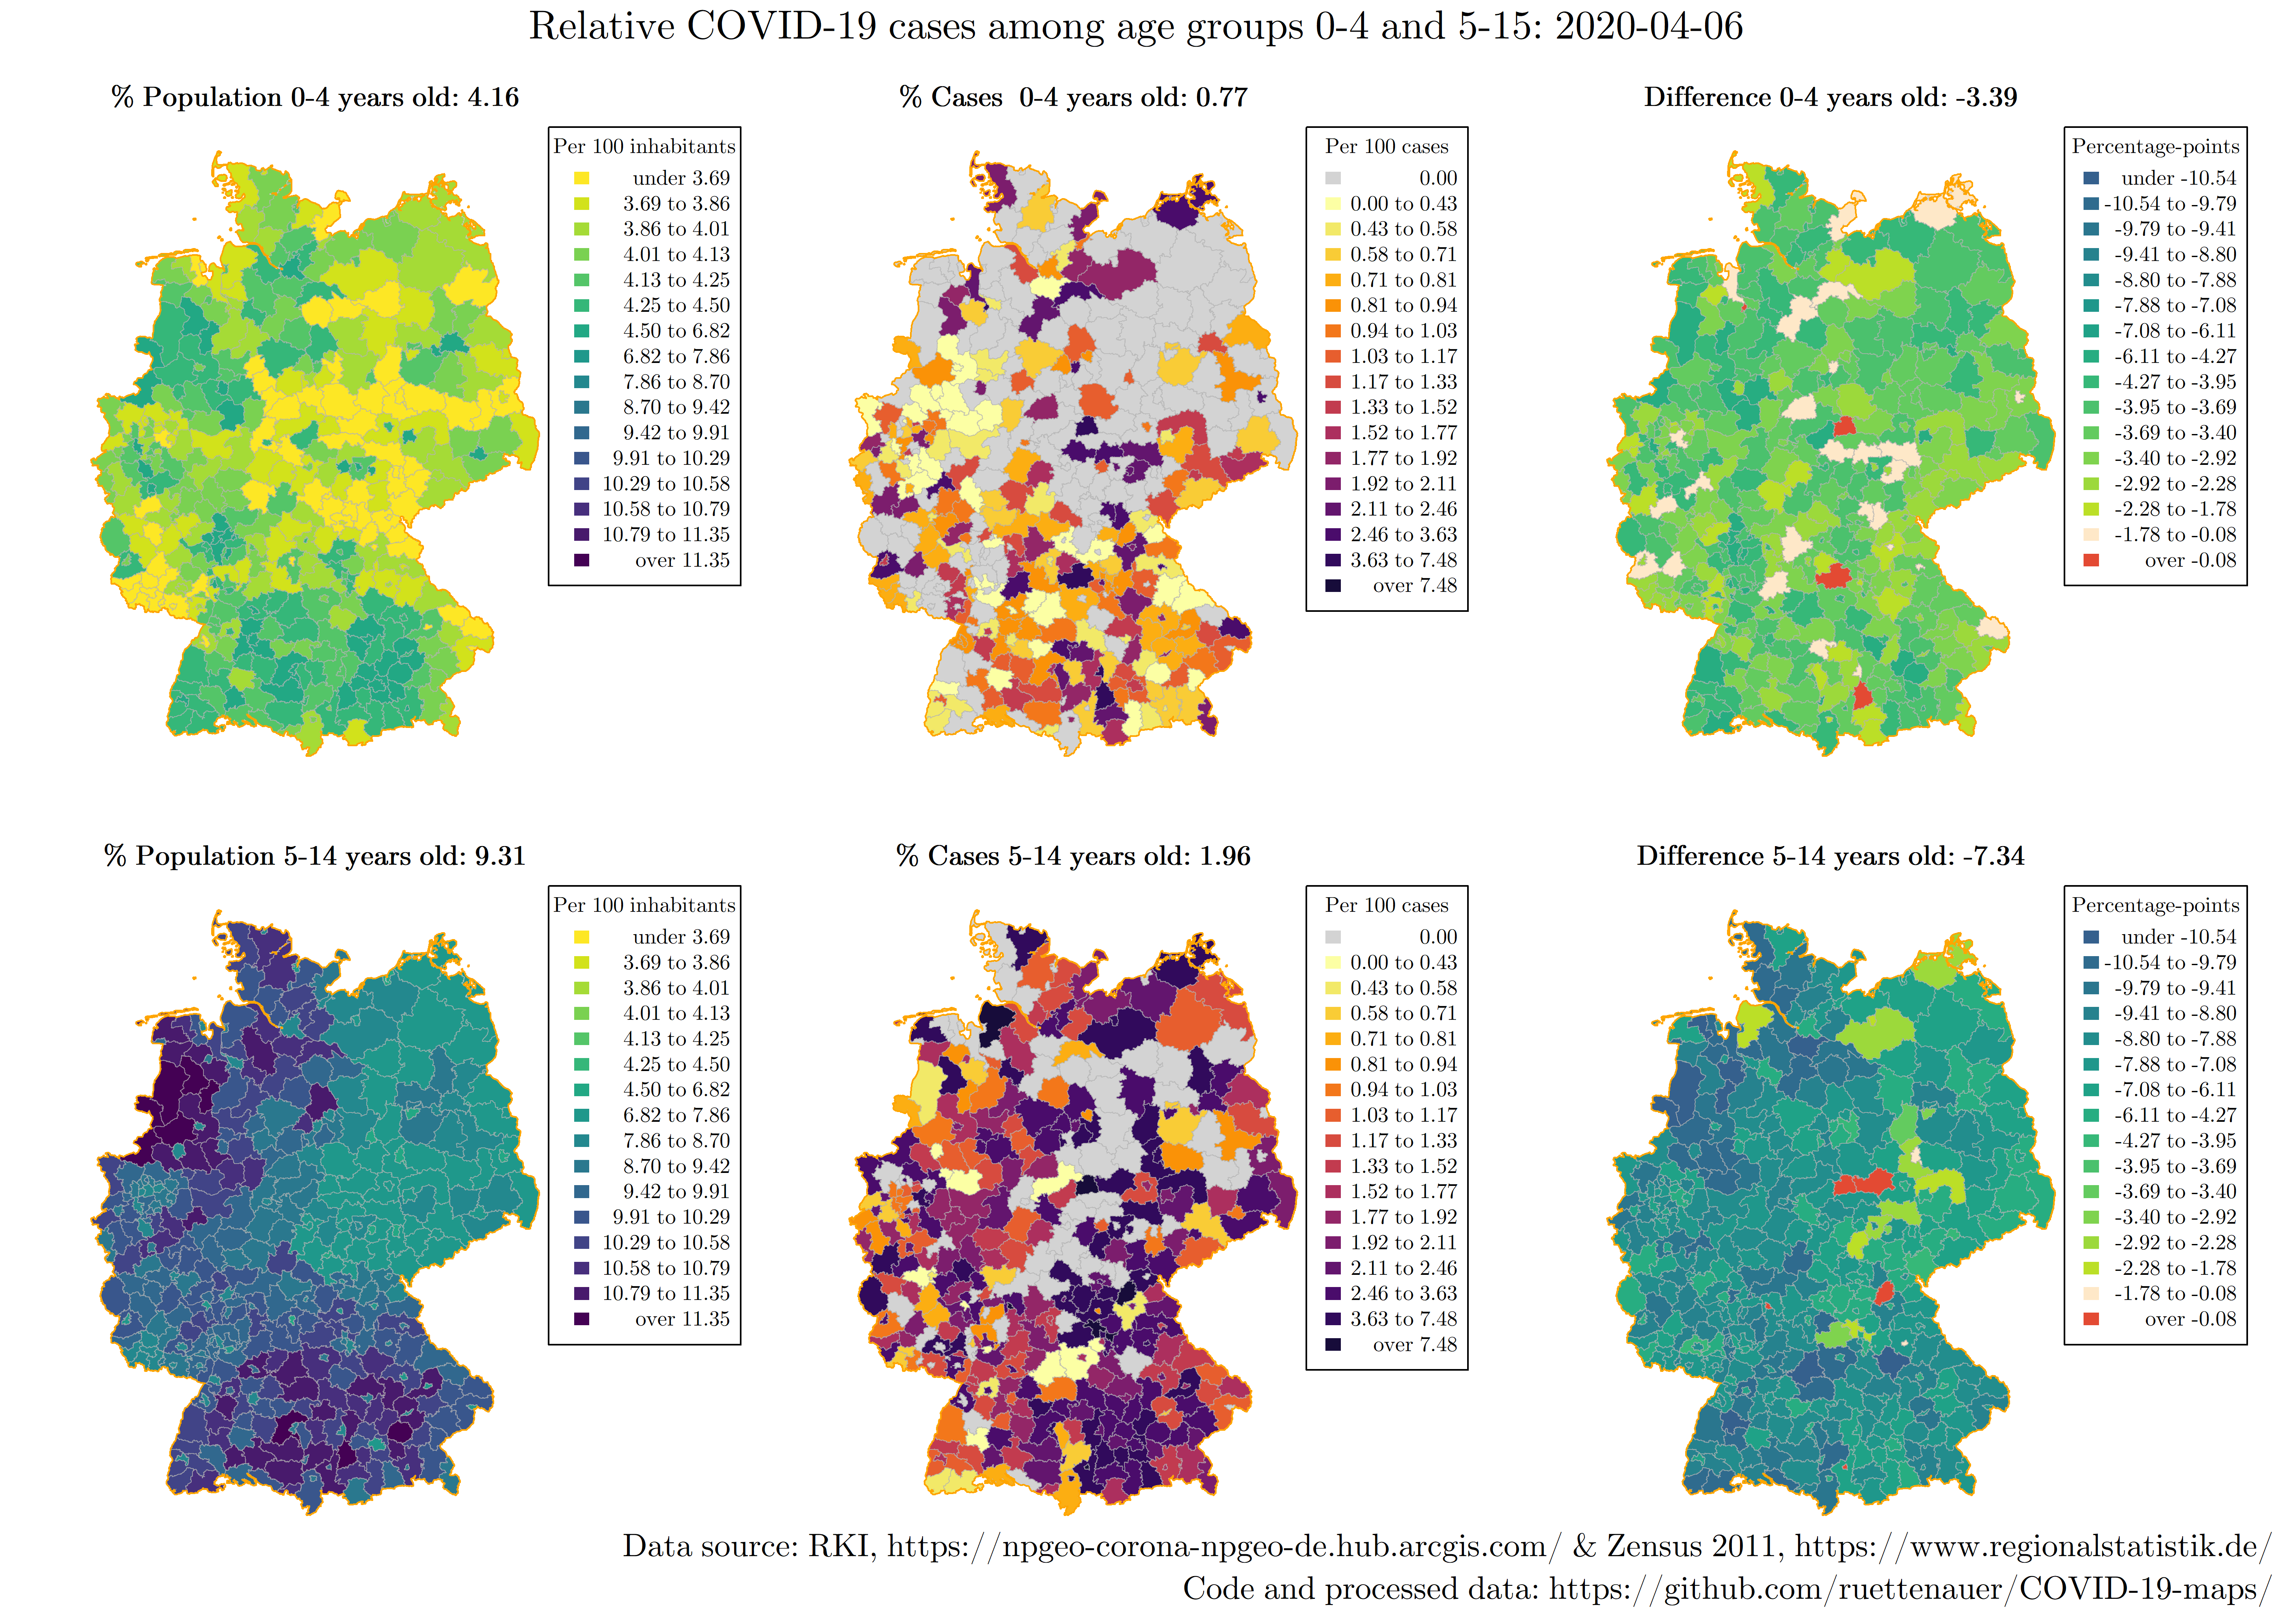 Relative COVID-19 cases among age groups 0-4 and 5-15: 2020-04-06
% Population 0-4 years old: 4.16
Per 100 inhabitants
under 3.69
3.69 to 3.86
3.86 to 4.01
4.01 to 4.13
4.13 to 4.25
4.25 to 4.50
4.50 to 6.82
6.82 to 7.86
7.86 to 8.70
8.70 to 9.42
9.42 to 9.91
9.91 to 10.29
10.29 to 10.58
10.58 to 10.79
10.79 to 11.35
over 11.35
% Cases 0-4 years old: 0.77
Per 100 cases
0.00
0.00 to 0.43
0.43 to 0.58
0.58 to 0.71
0.71 to 0.81
0.81 to 0.94
0.94 to 1.03
1.03 to 1.17
1.17 to 1.33
1.33 to 1.52
1.52 to 1.77
1.77 to 1.92
1.92 to 2.11
2.11 to 2.46
2.46 to 3.63
3.63 to 7.48
over 7.48
Difference 0-4 years old: -3.39
Percentage-points
under -10.54
-10.54 to -9.79
-9.79 to -9.41
-9.41 to -8.80
-8.80 to -7.88
-7.88 to -7.08
-7.08 to -6.11
-6.11 to -4.27
-4.27 to -3.95
-3.95 to -3.69
-3.69 to -3.40
-3.40 to -2.92
-2.92 to -2.28
-2.28 to -1.78
-1.78 to -0.08
over -0.08
% Population 5-14 years old: 9.31
Per 100 inhabitants
under 3.69
3.69 to 3.86
3.86 to 4.01
4.01 to 4.13
4.13 to 4.25
4.25 to 4.50
4.50 to 6.82
6.82 to 7.86
7.86 to 8.70
8.70 to 9.42
9.42 to 9.91
9.91 to 10.29
10.29 to 10.58
10.58 to 10.79
10.79 to 11.35
over 11.35
% Cases 5-14 years old: 1.96
Per 100 cases
0.00
0.00 to 0.43
0.43 to 0.58
0.58 to 0.71
0.71 to 0.81
0.81 to 0.94
0.94 to 1.03
1.03 to 1.17
1.17 to 1.33
1.33 to 1.52
1.52 to 1.77
1.77 to 1.92
1.92 to 2.11
2.11 to 2.46
2.46 to 3.63
3.63 to 7.48
over 7.48
Difference 5-14 years old: -7.34
Percentage-points
under -10.54
-10.54 to -9.79
-9.79 to -9.41
-9.41 to -8.80
-8.80 to -7.88
-7.88 to -7.08
-7.08 to -6.11
-6.11 to -4.27
-4.27 to -3.95
-3.95 to -3.69
-3.69 to -3.40
-3.40 to -2.92
-2.92 to -2.28
-2.28 to -1.78
-1.78 to -0.08
over -0.08
Data source: RKI, https://npgeo-corona-npgeo-de.hub.arcgis.com/ & Zensus 2011, https://www.regionalstatistik.de/
Code and processed data: https://github.com/ruettenauer/COVID-19-maps/